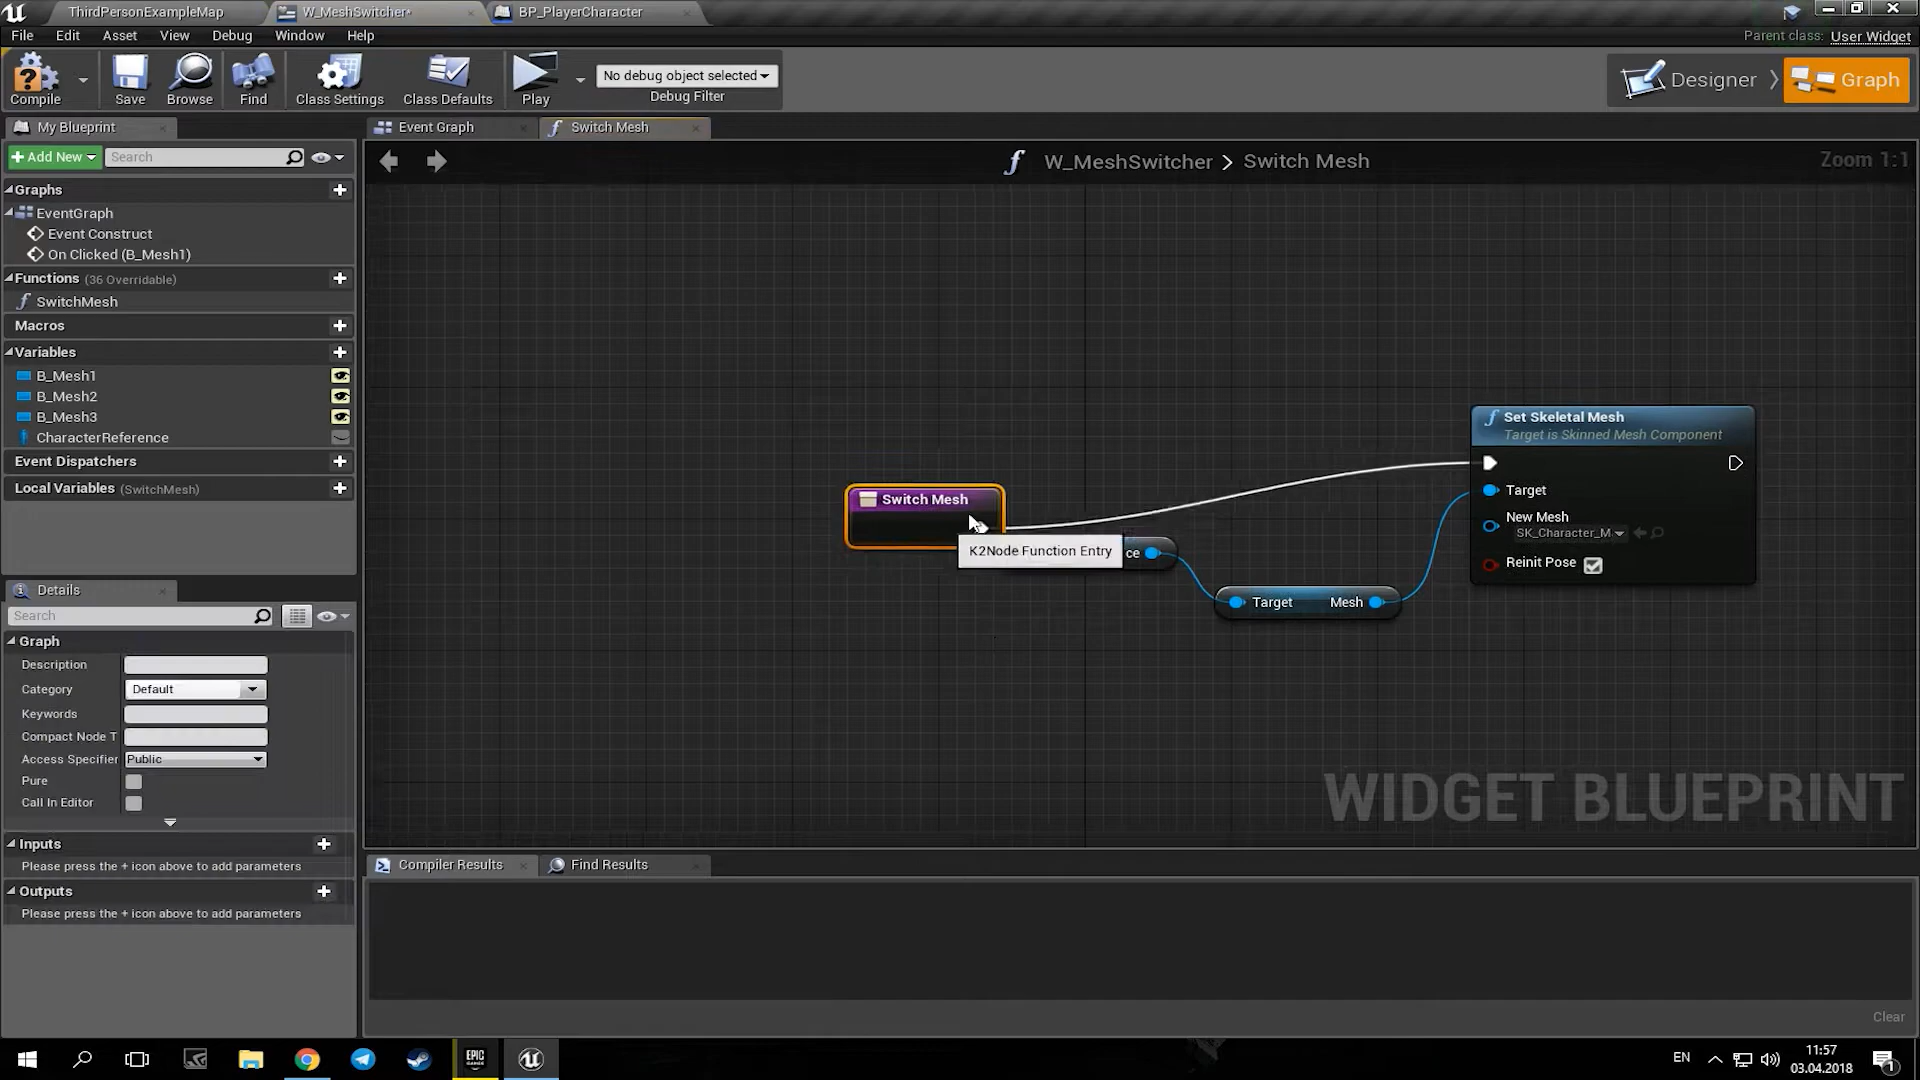 ThirdPersonExampleMap
W_MeshSwitcher*
BP_PlayerCharacter
File Edit Asset View Debug Window Help
Parent class: User Widget
Compile
Save
Browse
Find
Class Settings
Class Defaults
Play
No debug object selected
Debug Filter
Designer
Graph
My Blueprint
Event Graph
Switch Mesh
Add New
Search
W_MeshSwitcher > Switch Mesh
Zoom 1:1
Graphs
EventGraph
Event Construct
On Clicked (B_Mesh1)
Functions (36 Overridable)
SwitchMesh
Macros
Variables
B_Mesh1
B_Mesh2
B_Mesh3
CharacterReference
Event Dispatchers
Local Variables (SwitchMesh)
Switch Mesh
K2Node Function Entry
ce
Target Mesh
Set Skeletal Mesh
Target is Skinned Mesh Component
Target
New Mesh
SK_Character_M
Reinit Pose
WIDGET BLUEPRINT
Details
Search
Graph
Description
Category Default
Keywords
Compact Node T
Access Specifier Public
Pure
Call In Editor
Inputs
Please press the + icon above to add parameters
Outputs
Please press the + icon above to add parameters
Compiler Results
Find Results
Clear
EPIC
GAMES
EN
11:57
03.04.2018
1